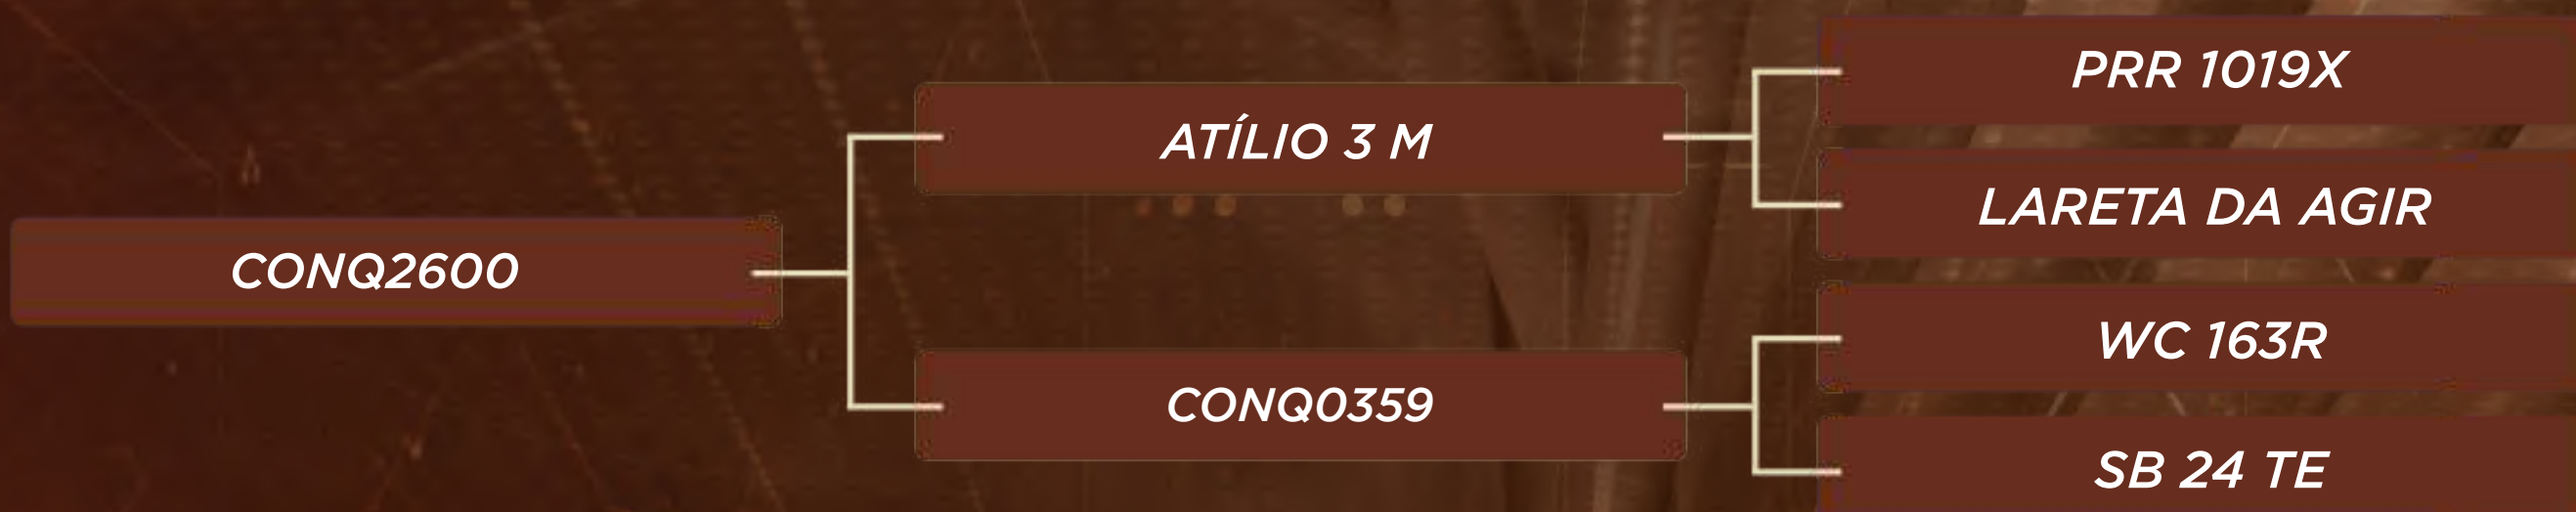 PRR 1019X
ATÍLIO 3 M
LARETA DA AGIR
CONQ2600
WC 163R
CONQ0359
SB 24 TE